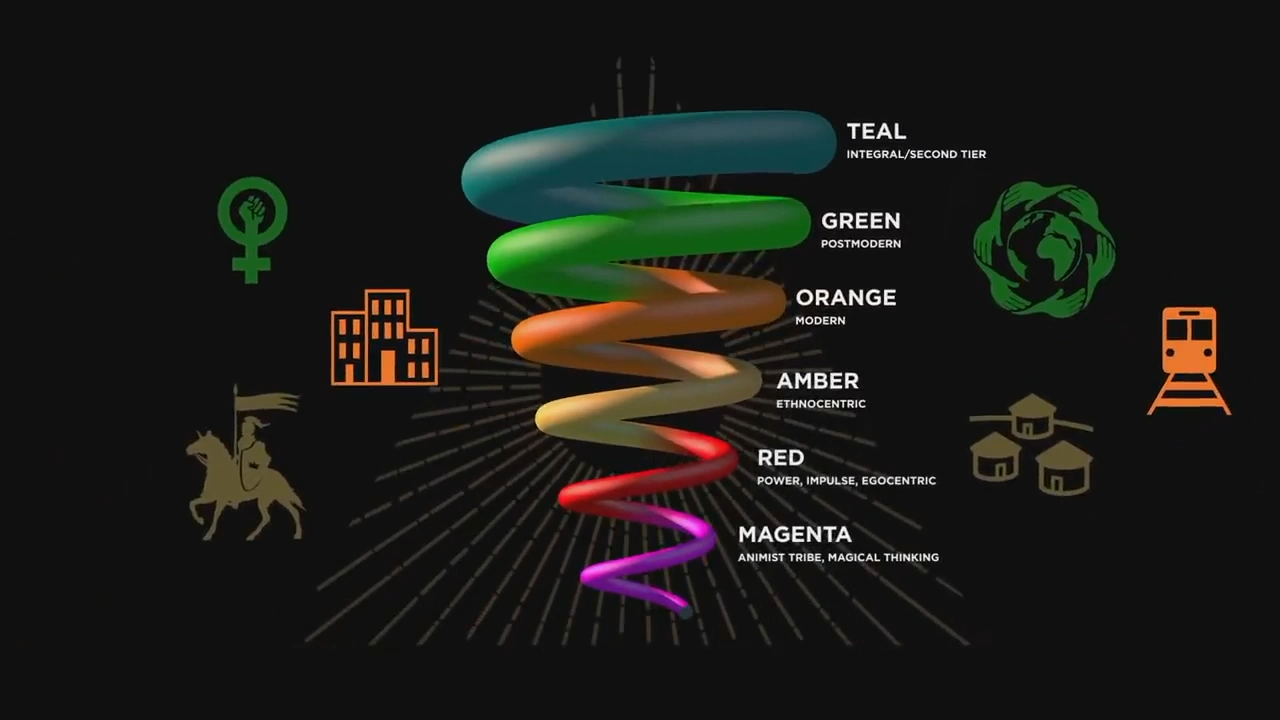 TEAL
INTEGRAL/SECOND TIER
GREEN
POSTMODERN
ORANGE
MODERN
AMBER
ETHNOCENTRIC
RED
POWER, IMPULSE, EGOCENTRIC
MAGENTA
ANIMIST TRIBE, MAGICAL THINKING